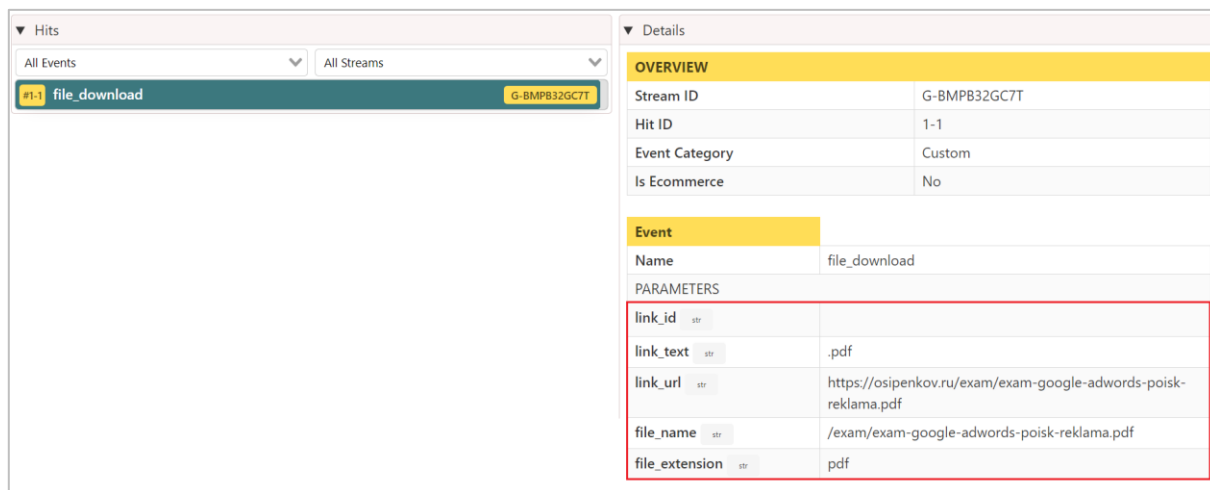 ▼ Hits
All Events
All Streams
#1-1 file_download G-BMPB32GC7T
▼ Details
OVERVIEW
Stream ID G-BMPB32GC7T
Hit ID 1-1
Event Category Custom
Is Ecommerce No
Event
Name file_download
PARAMETERS
link_id str
link_text str .pdf
link_url str https://osipenkov.ru/exam/exam-google-adwords-poisk-
reklama.pdf
file_name str /exam/exam-google-adwords-poisk-reklama.pdf
file_extension str pdf